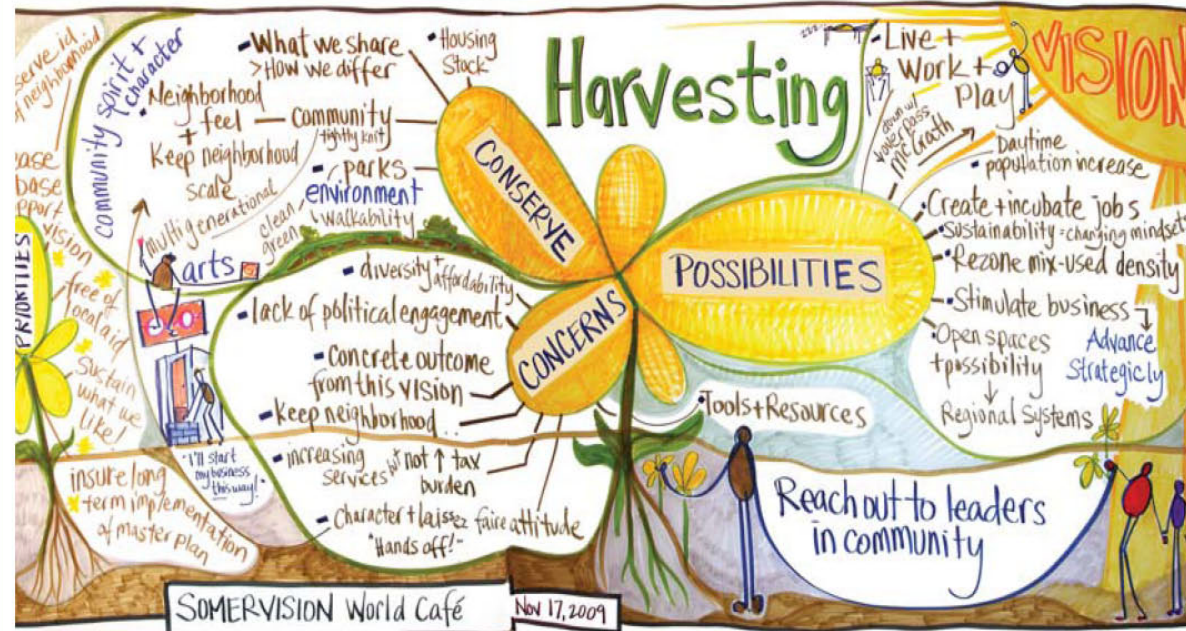 Harvesting
VISION
community spirit +
character
What we share
> How we differ
Neighborhood
+ feel
Keep neighborhood
scale
community
tightly knit
Housing
Stock
parks
environment
walkability
clean
green
Multigenerational
arts
CONSERVE
POSSIBILITIES
CONCERNS
Live +
Work +
Play
down w/
overpass
McGrath
Daytime
population increase
Create + incubate jobs
Sustainability = changing mindset
Rezone mix-used density
Stimulate business
Advance
Strategicly
Open spaces
+ possibility
Regional Systems
Tools + Resources
diversity +
affordability
lack of political engagement
Concrete outcome
from this vision
Keep neighborhood..
increasing
services but not ↑ tax
burden
Character + laissez faire attitude
"Hands off!"
PRIORITIES
vision
free of
local aid
Sustain
what we
like!
insure long
term implementation
of master plan
"I'll start
my business
this way!"
Reach out to leaders
in community
SOMERVISION World Café
Nov 17, 2009